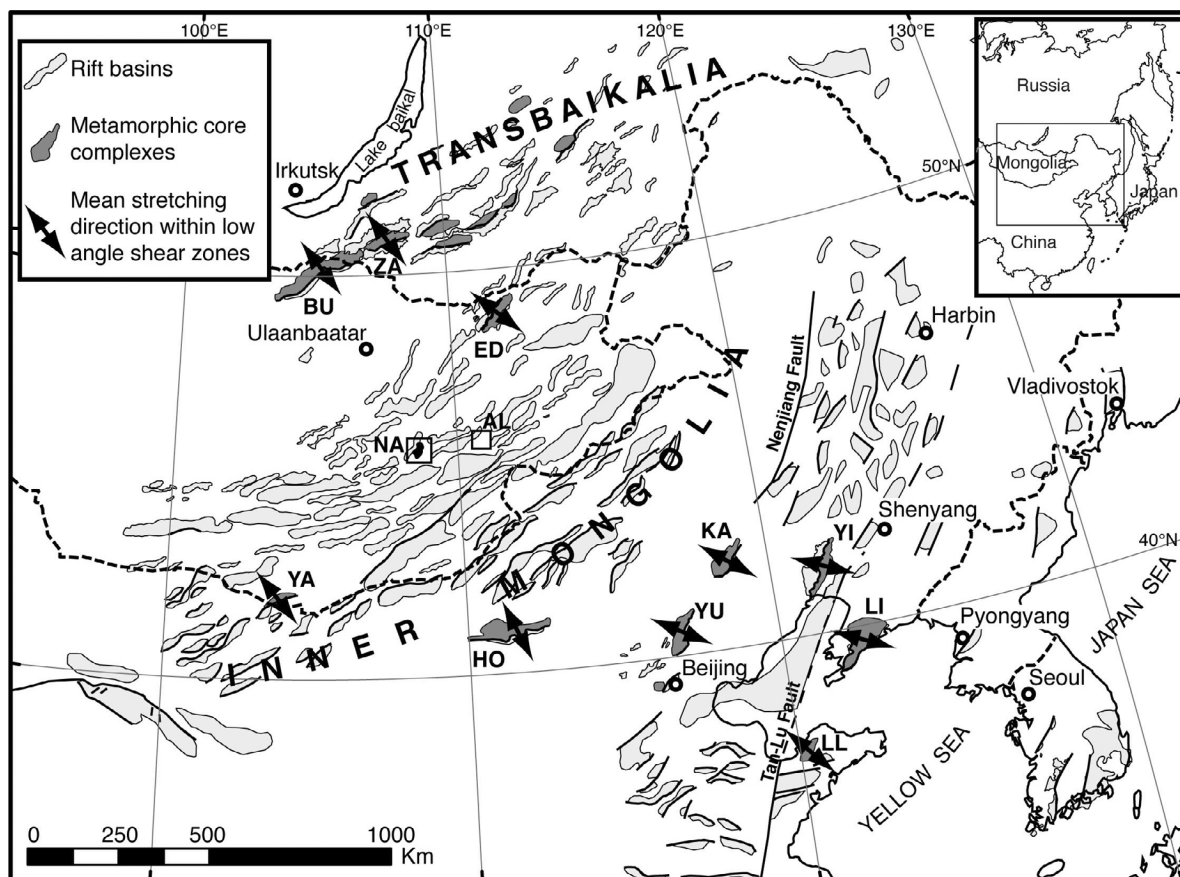 100°E
110°E
120°E
130°E
Rift basins
Metamorphic core
complexes
Mean stretching
direction within low
angle shear zones
Russia
Mongolia
Japan
China
TRANSBAIKALIA
Lake baikal
Irkutsk
50°N
ZA
BU
Ulaanbaatar
ED
Harbin
Vladivostok
Nenjiang Fault
NA
AL
INNER MONGOLIA
Shenyang
40°N
KA
YI
YA
LI
YU
HO
Pyongyang
JAPAN SEA
Beijing
Seoul
Tan-Lu Fault
LL
YELLOW SEA
0 250 500 1000
Km